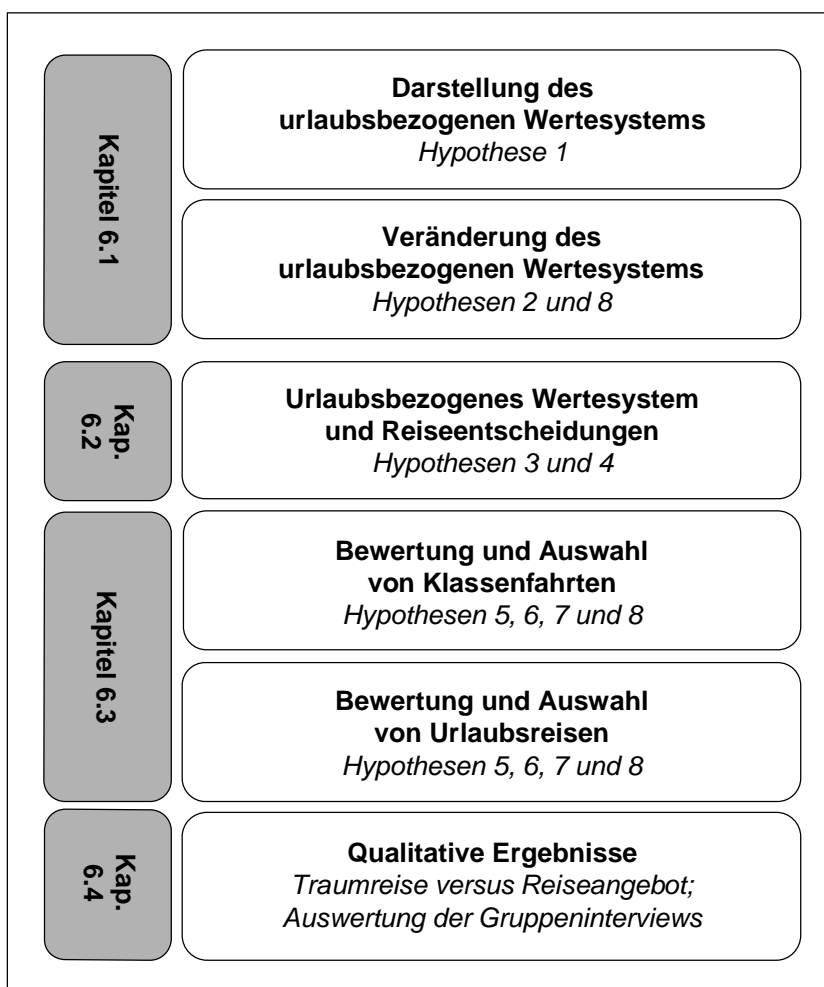 Kapitel 6.1
Darstellung des
urlaubsbezogenen Wertesystems
Hypothese 1
Veränderung des
urlaubsbezogenen Wertesystems
Hypothesen 2 und 8
Kap.
6.2
Urlaubsbezogenes Wertesystem
und Reiseentscheidungen
Hypothesen 3 und 4
Kapitel 6.3
Bewertung und Auswahl
von Klassenfahrten
Hypothesen 5, 6, 7 und 8
Bewertung und Auswahl
von Urlaubsreisen
Hypothesen 5, 6, 7 und 8
Kap.
6.4
Qualitative Ergebnisse
Traumreise versus Reiseangebot;
Auswertung der Gruppeninterviews